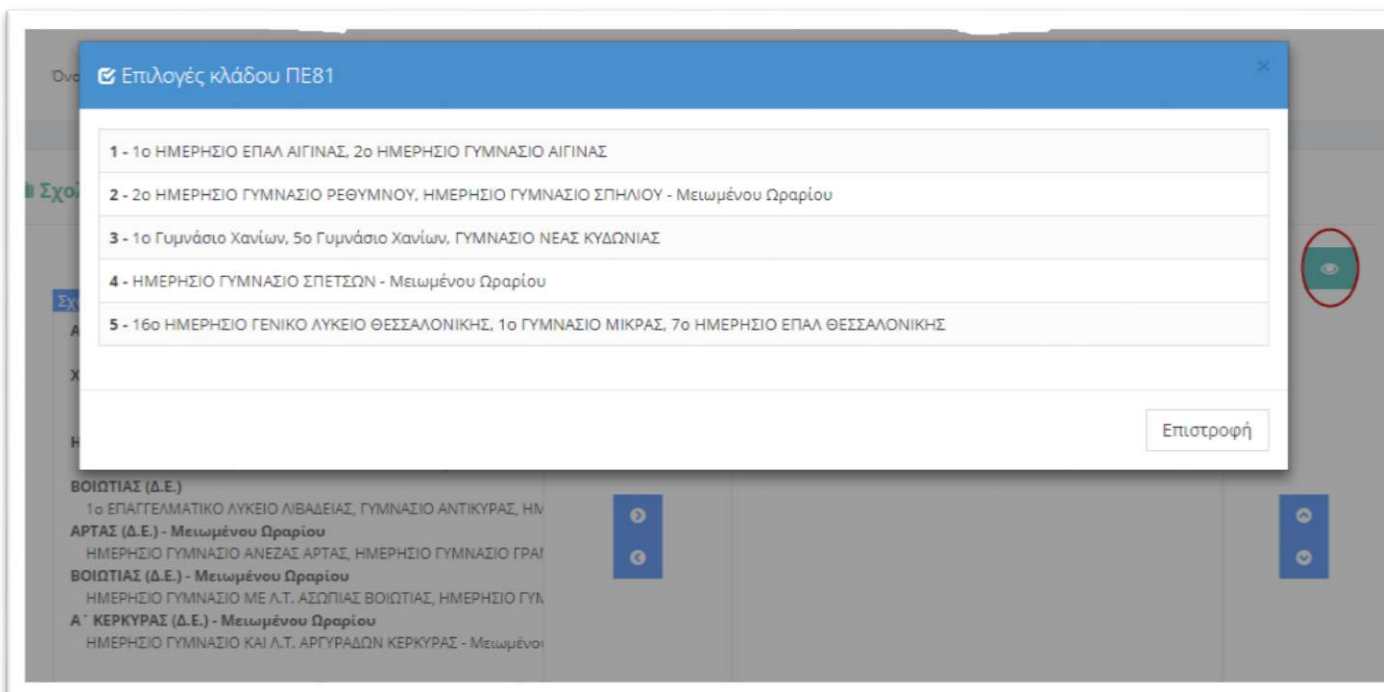 Επιλογές κλάδου ΠΕ81
×
1 - 1ο ΗΜΕΡΗΣΙΟ ΕΠΑΛ ΑΙΓΙΝΑΣ, 2ο ΗΜΕΡΗΣΙΟ ΓΥΜΝΑΣΙΟ ΑΙΓΙΝΑΣ
2 - 2ο ΗΜΕΡΗΣΙΟ ΓΥΜΝΑΣΙΟ ΡΕΘΥΜΝΟΥ, ΗΜΕΡΗΣΙΟ ΓΥΜΝΑΣΙΟ ΣΠΗΛΙΟΥ - Μειωμένου Ωραρίου
3 - 1ο Γυμνάσιο Χανίων, 5ο Γυμνάσιο Χανίων, ΓΥΜΝΑΣΙΟ ΝΕΑΣ ΚΥΔΩΝΙΑΣ
4 - ΗΜΕΡΗΣΙΟ ΓΥΜΝΑΣΙΟ ΣΠΕΤΣΩΝ - Μειωμένου Ωραρίου
5 - 16ο ΗΜΕΡΗΣΙΟ ΓΕΝΙΚΟ ΛΥΚΕΙΟ ΘΕΣΣΑΛΟΝΙΚΗΣ, 1ο ΓΥΜΝΑΣΙΟ ΜΙΚΡΑΣ, 7ο ΗΜΕΡΗΣΙΟ ΕΠΑΛ ΘΕΣΣΑΛΟΝΙΚΗΣ
Επιστροφή
ΒΟΙΩΤΙΑΣ (Δ.Ε.)
1ο ΕΠΑΓΓΕΛΜΑΤΙΚΟ ΛΥΚΕΙΟ ΛΙΒΑΔΕΙΑΣ, ΓΥΜΝΑΣΙΟ ΑΝΤΙΚΥΡΑΣ,
ΑΡΤΑΣ (Δ.Ε.) - Μειωμένου Ωραρίου
ΗΜΕΡΗΣΙΟ ΓΥΜΝΑΣΙΟ ΑΝΕΖΑΣ ΑΡΤΑΣ, ΗΜΕΡΗΣΙΟ ΓΥΜΝΑΣΙΟ
ΒΟΙΩΤΙΑΣ (Δ.Ε.) - Μειωμένου Ωραρίου
ΗΜΕΡΗΣΙΟ ΓΥΜΝΑΣΙΟ ΜΕ Λ.Τ. ΑΣΩΠΙΑΣ ΒΟΙΩΤΙΑΣ, ΗΜΕΡΗΣΙΟ
Α΄ ΚΕΡΚΥΡΑΣ (Δ.Ε.) - Μειωμένου Ωραρίου
ΗΜΕΡΗΣΙΟ ΓΥΜΝΑΣΙΟ ΚΑΙ Λ.Τ. ΑΡΓΥΡΑΔΩΝ ΚΕΡΚΥΡΑΣ -